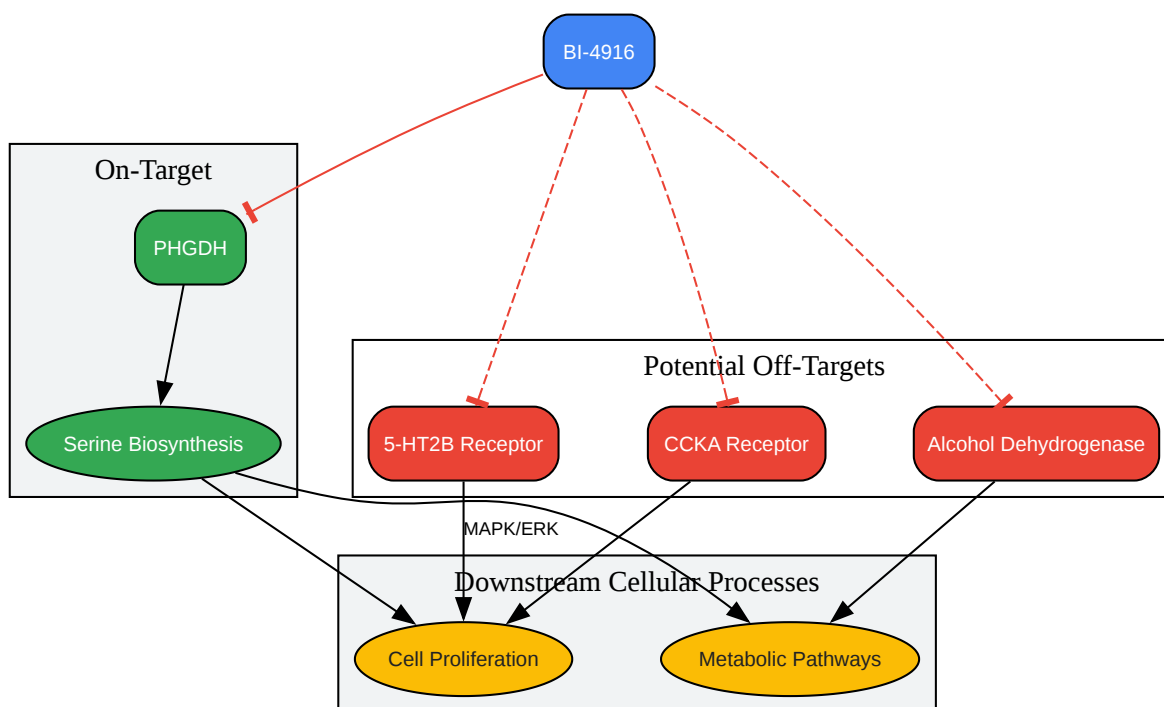 BI-4916
On-Target
PHGDH
Potential Off-Targets
Serine Biosynthesis
5-HT2B Receptor
CCKA Receptor
Alcohol Dehydrogenase
MAPK/ERK
Downstream Cellular Processes
Cell Proliferation
Metabolic Pathways